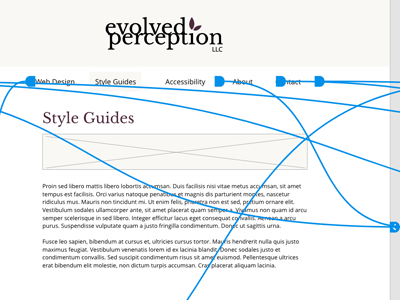 evolved
perception
LLC
Web Design Style Guides Accessibility About Contact
Style Guides
Proin sed libero mattis libero lobortis accumsan. Duis facilisis nisi vitae metus accumsan, sit amet
tempus est facilisis. Orci varius natoque penatibus et magnis dis parturient montes, nascetur
ridiculus mus. Mauris non tincidunt mi. Ut enim felis, pharetra non est sed, pretium ornare elit.
Vestibulum sodales ullamcorper ante, sit amet placerat quam semper a. Vivamus non quam id arcu
semper scelerisque in sed libero. Integer efficitur lacus eget consequat convallis. Aenean a arcu
purus. Suspendisse vulputate quam a justo fringilla condimentum. Donec ut sagittis urna.
Fusce leo sapien, bibendum at cursus et, ultricies cursus tortor. Mauris hendrerit nulla quis justo
maximus feugiat. Vestibulum venenatis lorem id ex iaculis blandit. Donec sodales justo et
condimentum convallis. Sed suscipit condimentum risus sit amet euismod. Pellentesque ultrices
erat bibendum elit molestie, non dictum turpis accumsan. Cras placerat aliquam lacinia.